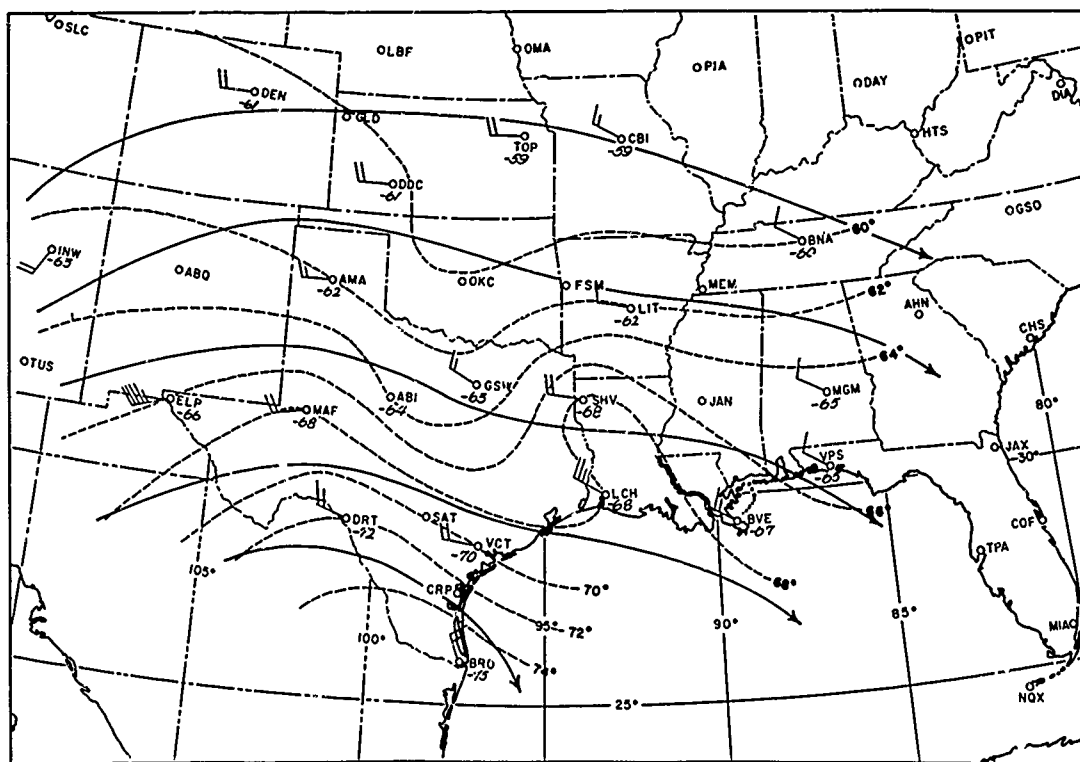 SLC
LBF
OMA
PIA
PIT
DAY
DEN
-61
GLD
TOP
-59
CBI
-59
HTS
DDC
-61
GSO
INW
-65
ABQ
AMA
-62
OKC
FSM
LIT
-62
MEM
BNA
-60
60°
62°
AHN
CHS
TUS
ELP
-66
MAF
-68
ABI
-64
GSW
-65
SHV
-68
JAN
MGM
-65
64°
80°
VPS
-65
JAX
30°
LCH
-68
BVE
-67
66°
COF
DRT
-72
SAT
VCT
-70
TPA
105°
CRP
70°
68°
100°
95°
72°
90°
85°
MIA
BRO
-75
74°
25°
NQX